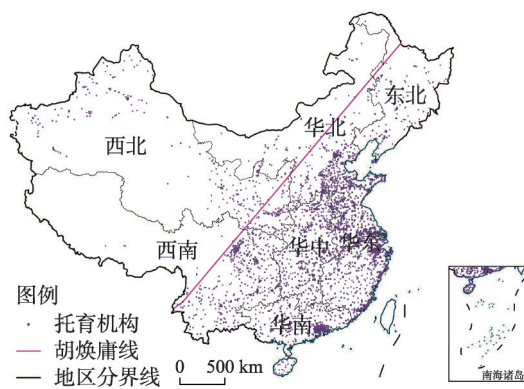 东北
华北
西北
西南
华中
华东
华南
图例
托育机构
胡焕庸线
地区分界线
0 500 km
南海诸岛